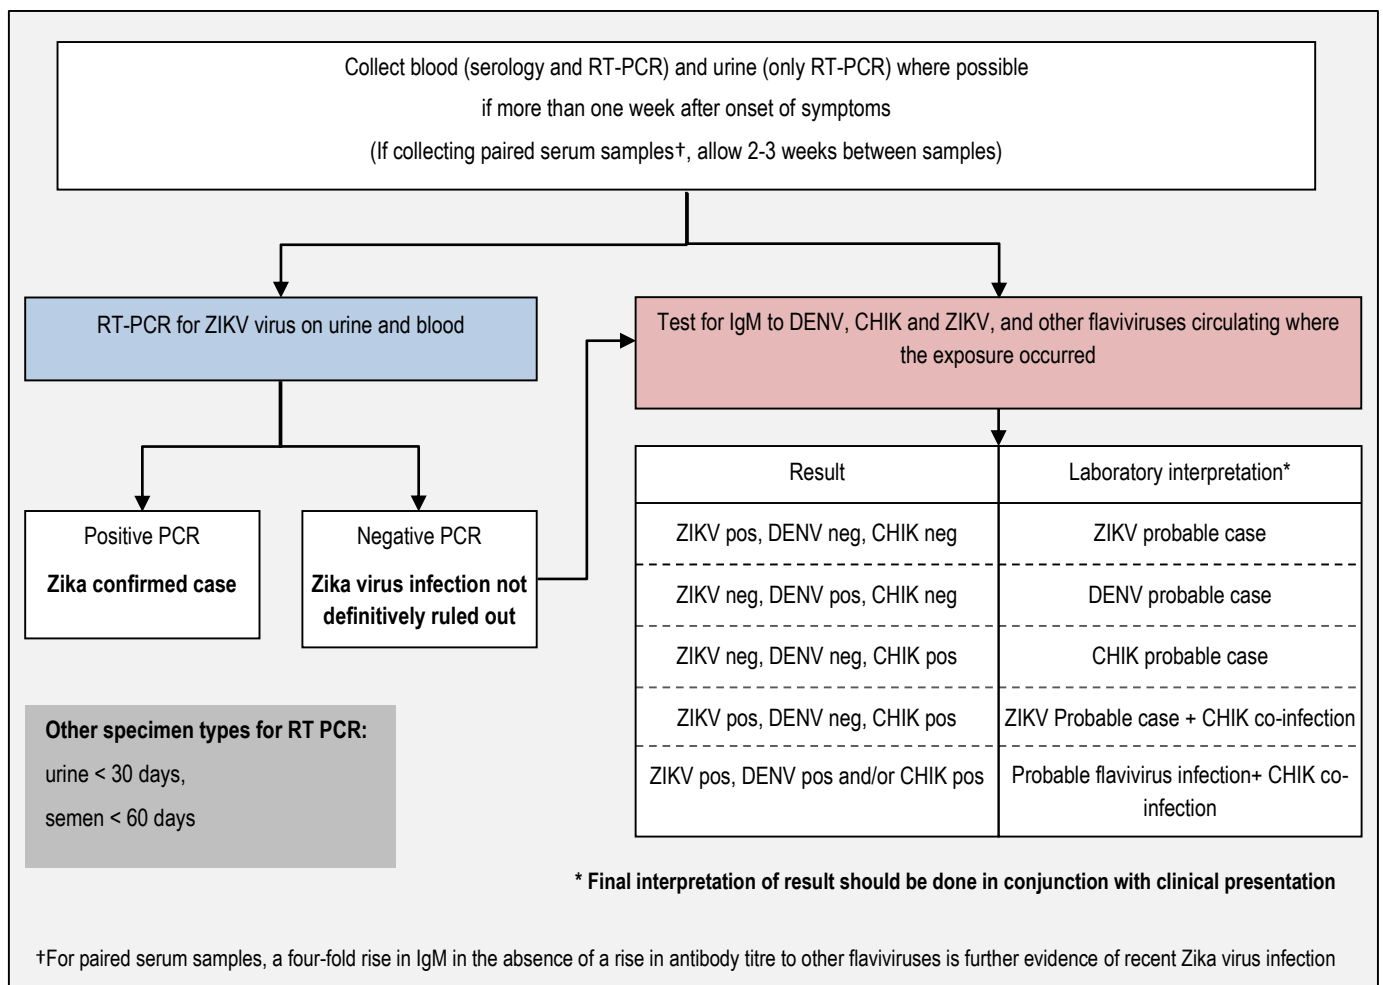 Collect blood (serology and RT-PCR) and urine (only RT-PCR) where possible
if more than one week after onset of symptoms
(If collecting paired serum samples†, allow 2-3 weeks between samples)
RT-PCR for ZIKV virus on urine and blood
Test for IgM to DENV, CHIK and ZIKV, and other flaviviruses circulating where
the exposure occurred
Positive PCR
Zika confirmed case
Negative PCR
Zika virus infection not
definitively ruled out
Result
Laboratory interpretation*
ZIKV pos, DENV neg, CHIK neg
ZIKV probable case
ZIKV neg, DENV pos, CHIK neg
DENV probable case
ZIKV neg, DENV neg, CHIK pos
CHIK probable case
ZIKV pos, DENV neg, CHIK pos
ZIKV Probable case + CHIK co-infection
ZIKV pos, DENV pos and/or CHIK pos
Probable flavivirus infection+ CHIK co-
infection
Other specimen types for RT PCR:
urine < 30 days,
semen < 60 days
* Final interpretation of result should be done in conjunction with clinical presentation
†For paired serum samples, a four-fold rise in IgM in the absence of a rise in antibody titre to other flaviviruses is further evidence of recent Zika virus infection